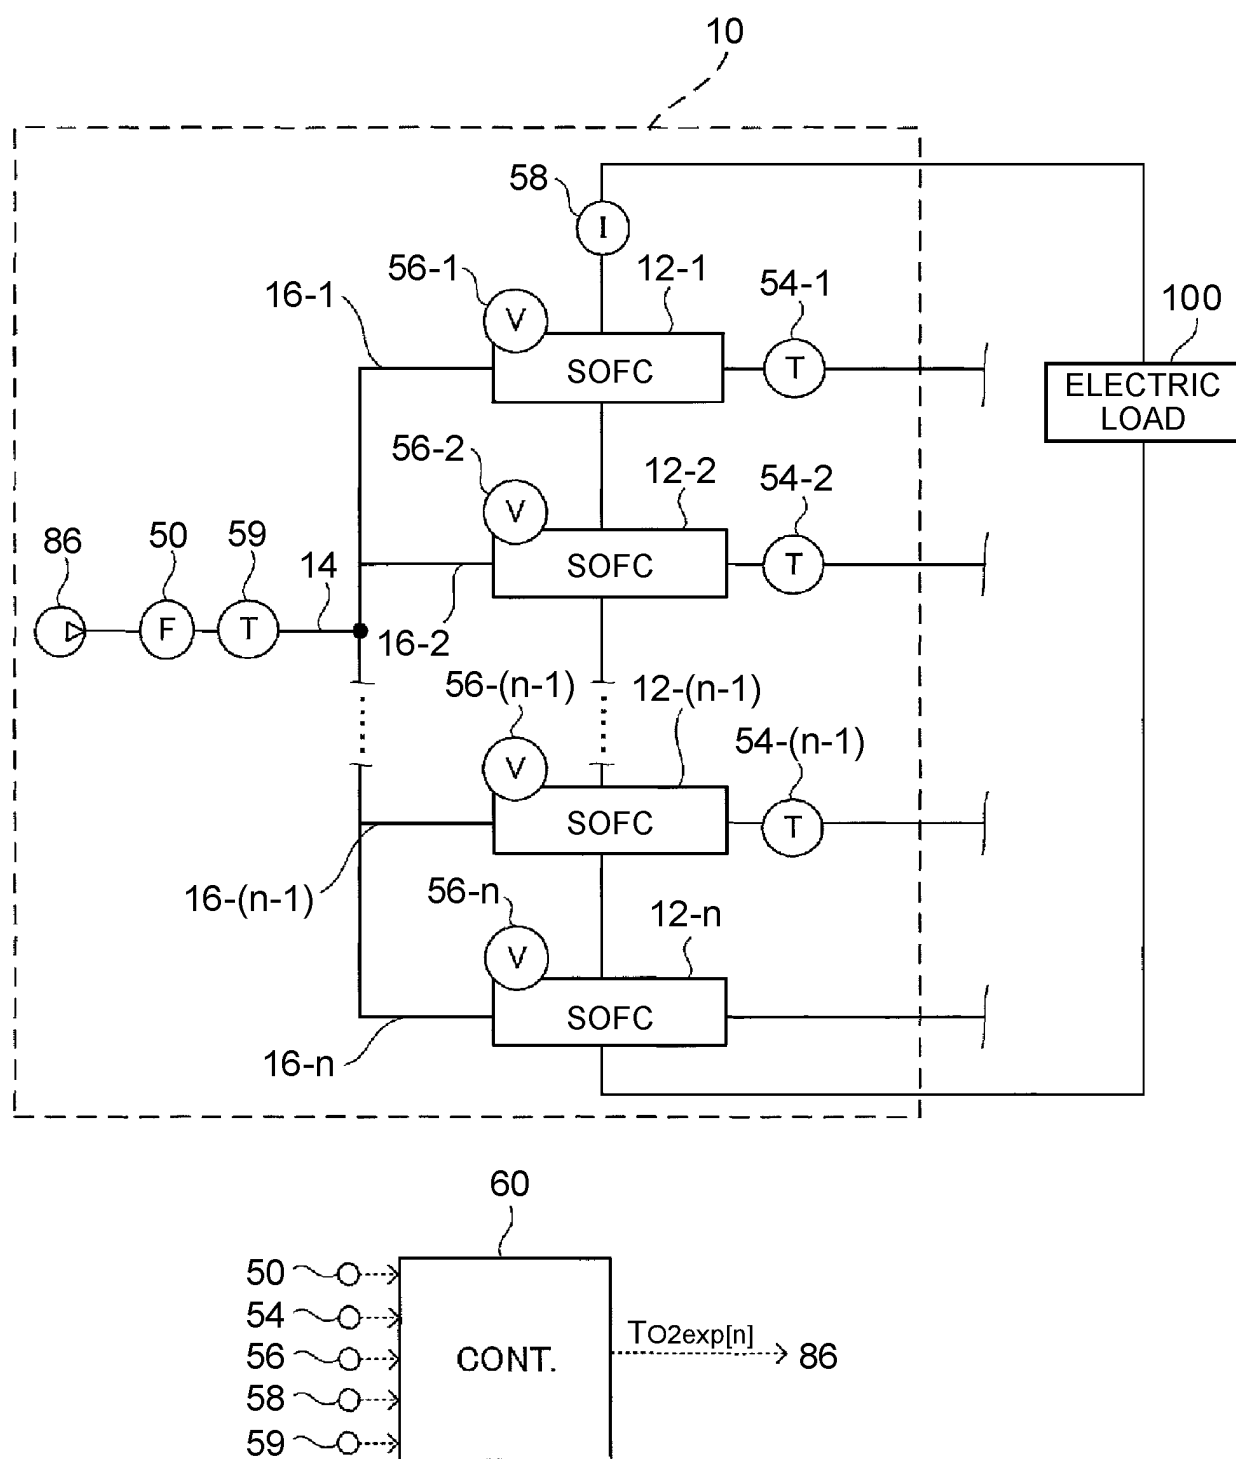 10
58
I
56-1
12-1
54-1
16-1
V
100
SOFC
T
ELECTRIC
LOAD
56-2
12-2
54-2
V
86
50
59
14
SOFC
T
F
T
16-2
56-(n-1)
12-(n-1)
54-(n-1)
V
SOFC
T
16-(n-1)
56-n
12-n
V
SOFC
16-n
60
50
54
TO2exp[n]
56
CONT.
86
58
59